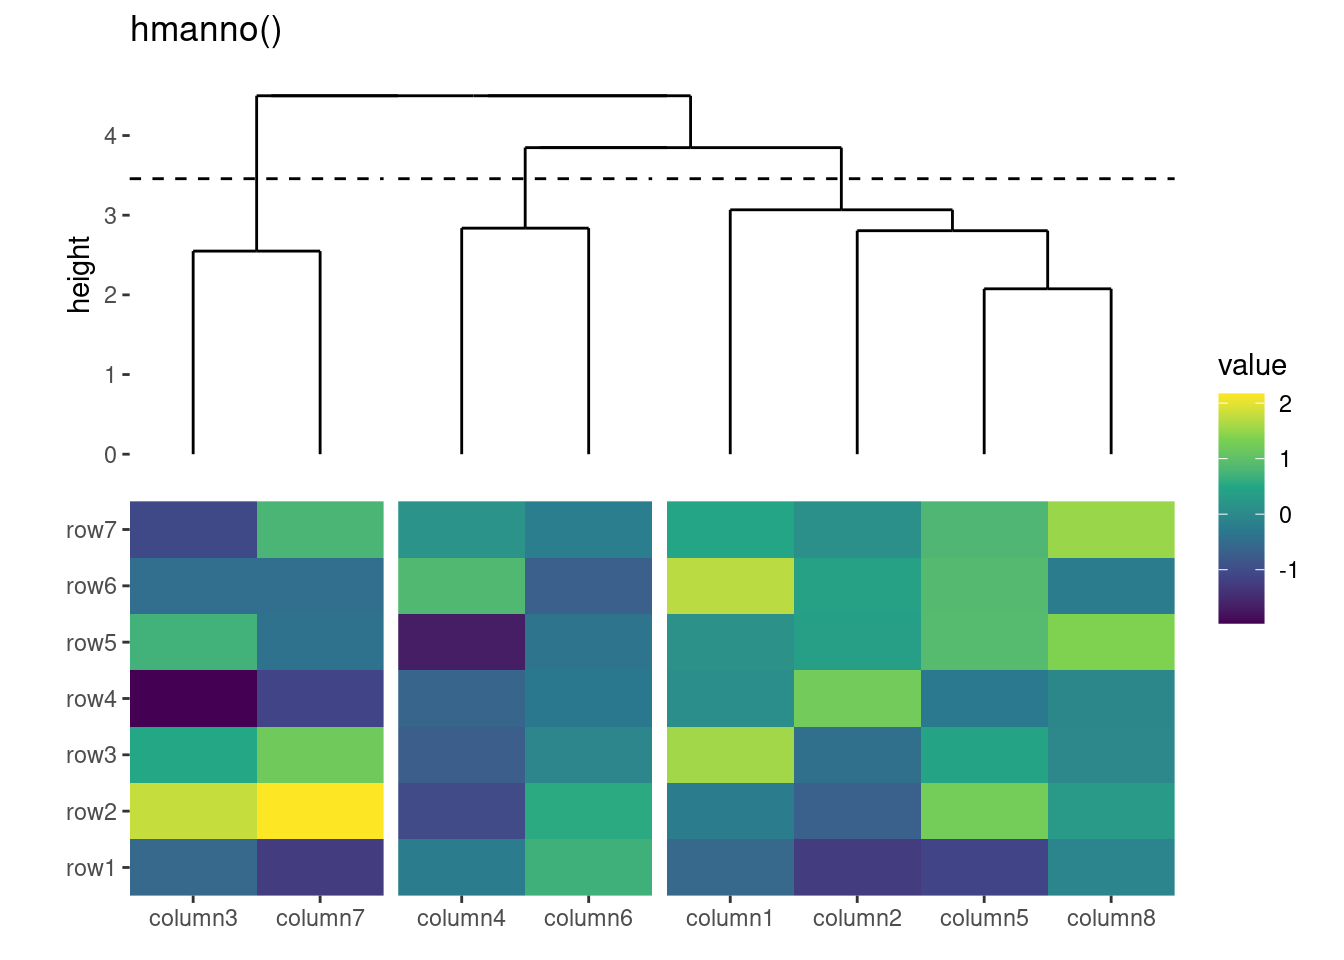 hmanno()
height
4
3
2
1
0
value
2
1
0
-1
row7
row6
row5
row4
row3
row2
row1
column3 column7 column4 column6 column1 column2 column5 column8